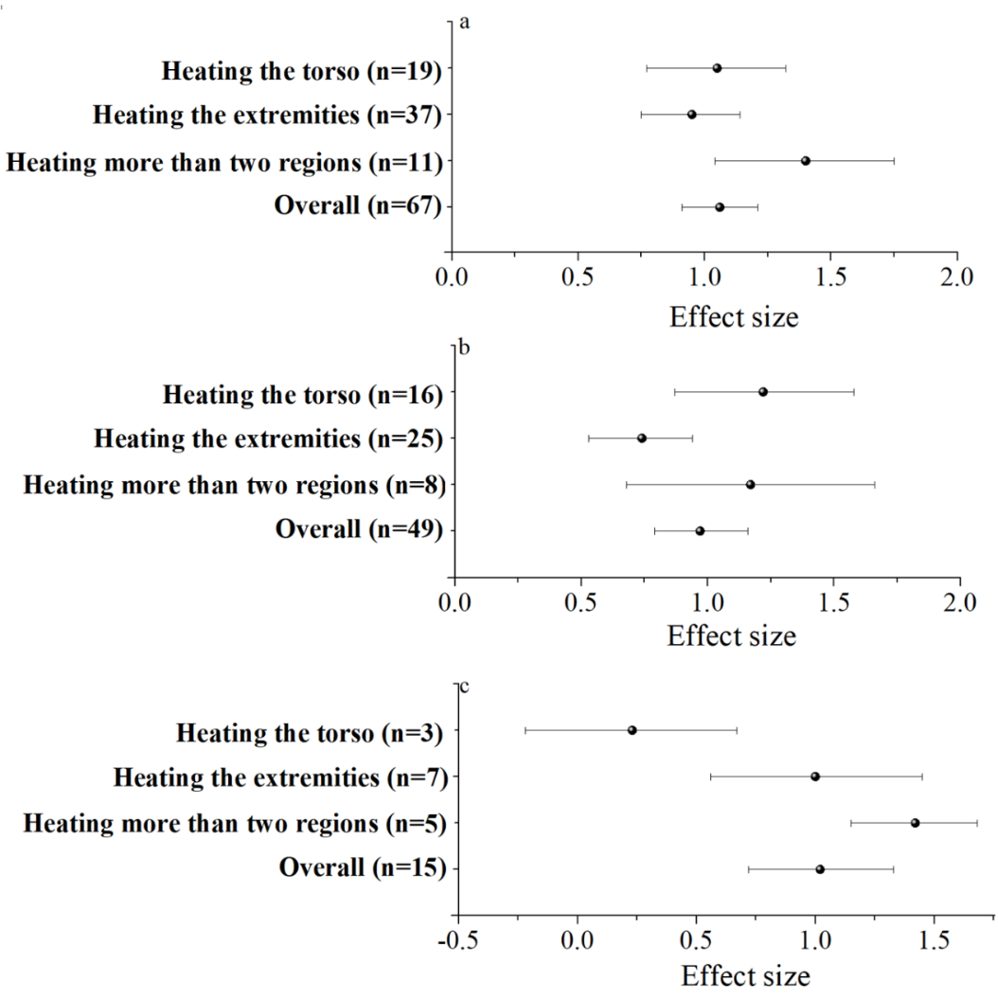 a
Heating the torso (n=19)
Heating the extremities (n=37)
Heating more than two regions (n=11)
Overall (n=67)
0.0 0.5 1.0 1.5 2.0
Effect size
b
Heating the torso (n=16)
Heating the extremities (n=25)
Heating more than two regions (n=8)
Overall (n=49)
0.0 0.5 1.0 1.5 2.0
Effect size
c
Heating the torso (n=3)
Heating the extremities (n=7)
Heating more than two regions (n=5)
Overall (n=15)
-0.5 0.0 0.5 1.0 1.5
Effect size